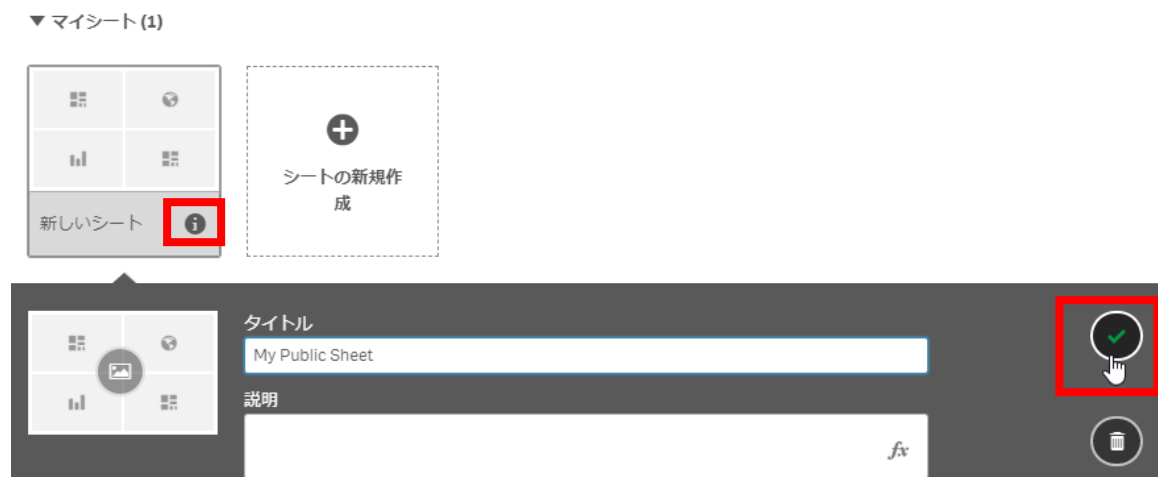 ▼ マイシート (1)
シートの新規作
成
新しいシート
タイトル
My Public Sheet
説明
fx